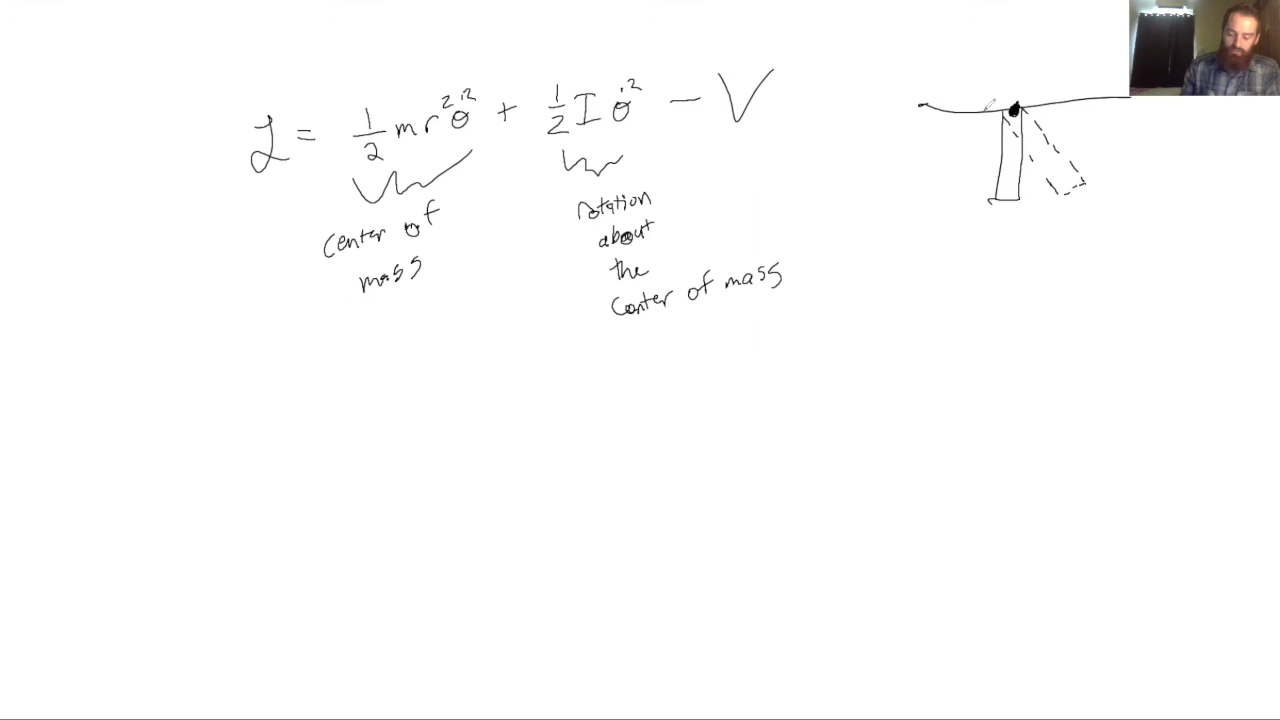 ℒ = 1/2 m r² θ̇² + 1/2 I θ̇² − V
center of
mass
rotation
about
the
center of mass